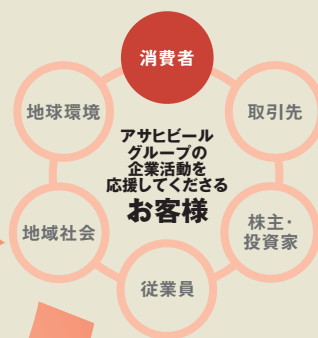 消費者
地球環境
取引先
アサヒビール
グループの
企業活動を
応援してくださる
お客様
地域社会
株主・
投資家
従業員